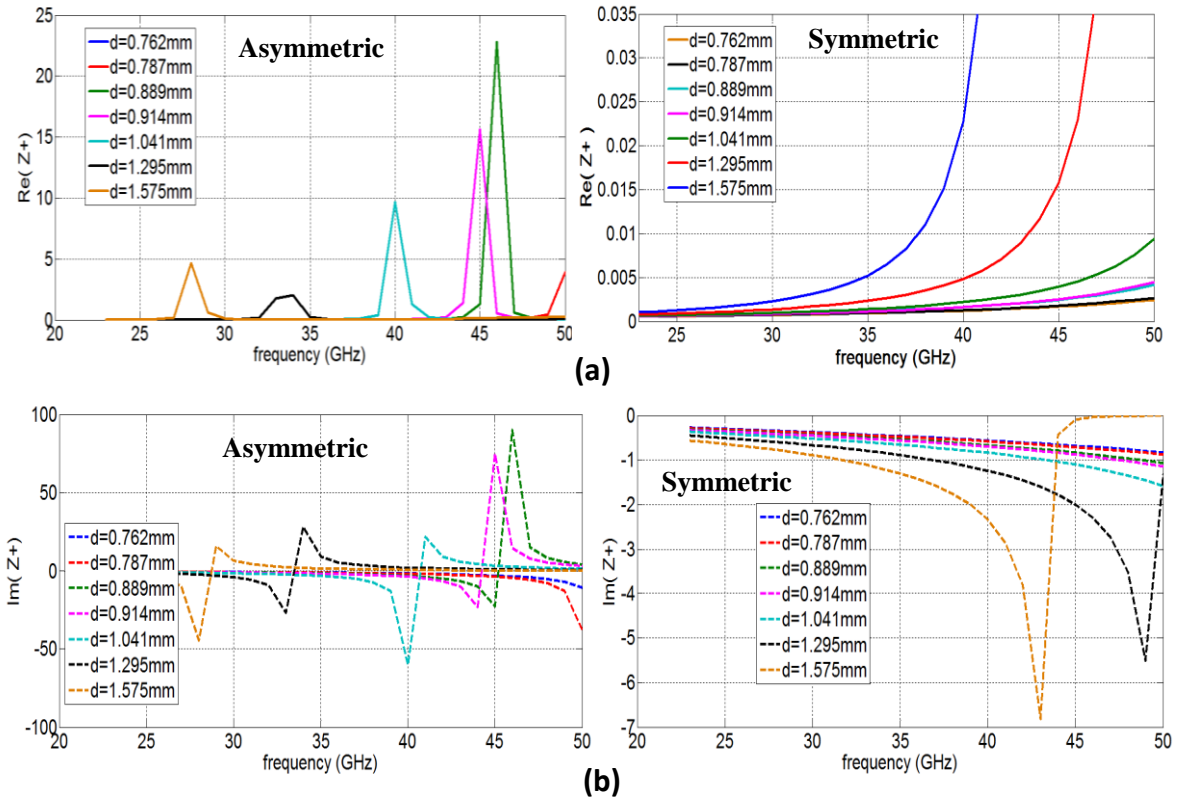 Asymmetric
Re( Z+)
25
20
15
10
5
0
d=0.762mm
d=0.787mm
d=0.889mm
d=0.914mm
d=1.041mm
d=1.295mm
d=1.575mm
20 25 30 35 40 45 50
frequency (GHz)
Symmetric
Re( Z+ )
0.035
0.03
0.025
0.02
0.015
0.01
0.005
0
d=0.762mm
d=0.787mm
d=0.889mm
d=0.914mm
d=1.041mm
d=1.295mm
d=1.575mm
25 30 35 40 45 50
frequency (GHz)
(a)
Asymmetric
Im( Z+)
100
50
0
-50
-100
d=0.762mm
d=0.787mm
d=0.889mm
d=0.914mm
d=1.041mm
d=1.295mm
d=1.575mm
20 25 30 35 40 45 50
frequency (GHz)
Symmetric
Im( Z+)
0
-1
-2
-3
-4
-5
-6
-7
d=0.762mm
d=0.787mm
d=0.889mm
d=0.914mm
d=1.041mm
d=1.295mm
d=1.575mm
20 25 30 35 40 45 50
frequency (GHz)
(b)